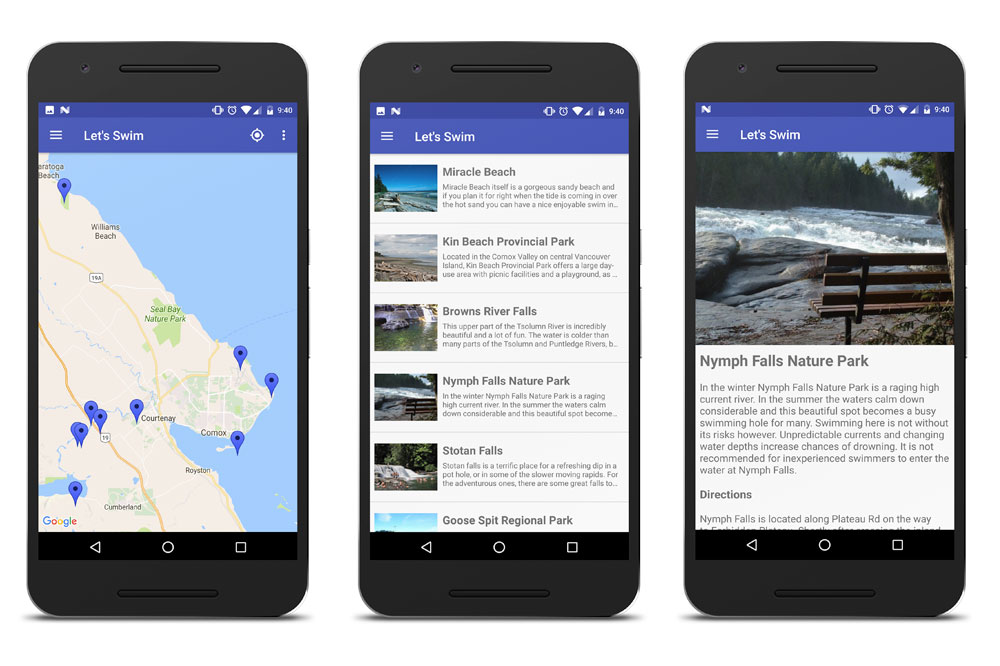 9:40
Let's Swim
aratoga
Beach
Williams
Beach
19A
Seal Bay
Nature Park
Courtenay
Comox
19
Royston
Cumberland
Google
9:40
Let's Swim
Miracle Beach
Miracle Beach itself is a gorgeous sandy beach and
if you plan it for right when the tide is coming in over
the hot sand you can have a nice enjoyable swim in...
Kin Beach Provincial Park
Located in the Comox Valley on central Vancouver
Island, Kin Beach Provincial Park offers a large day-
use area with picnic facilities and a playground, as ...
Browns River Falls
This upper part of the Tsolumn River is incredibly
beautiful and a lot of fun. The water is colder than
many parts of the Tsolumn and Puntledge Rivers, b...
Nymph Falls Nature Park
In the winter Nymph Falls Nature Park is a raging
high current river. In the summer the waters calm
down considerable and this beautiful spot become...
Stotan Falls
Stotan falls is a terrific place for a refreshing dip in a
pot hole, or in some of the slower moving rapids. For
the adventurous ones, there are some great falls to...
Goose Spit Regional Park
9:40
Let's Swim
Nymph Falls Nature Park
In the winter Nymph Falls Nature Park is a raging high
current river. In the summer the waters calm down
considerable and this beautiful spot becomes a busy
swimming hole for many. Swimming here is not without
its risks however. Unpredictable currents and changing
water depths increase chances of drowning. It is not
recommended for inexperienced swimmers to enter the
water at Nymph Falls.
Directions
Nymph Falls is located along Plateau Rd on the way
to Forbidden Plateau. Shortly after crossing the island